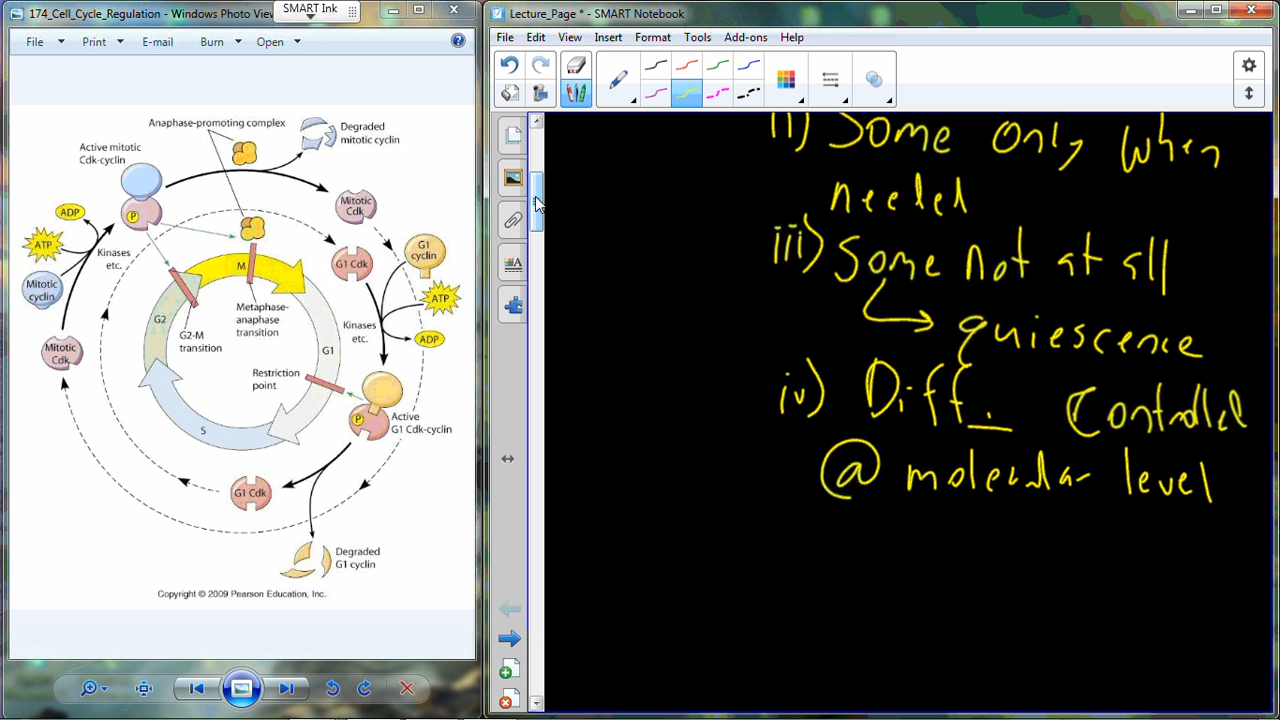 174_Cell_Cycle_Regulation - Windows Photo View
SMART Ink
File Print E-mail Burn Open
Anaphase-promoting complex
Degraded
mitotic cyclin
Active mitotic
Cdk-cyclin
P
ADP
ATP
Kinases
etc.
Mitotic
cyclin
Mitotic
Cdk
Mitotic
Cdk
G1
cyclin
G1 Cdk
ATP
Kinases
etc.
ADP
M
G2
G1
S
Metaphase-
anaphase
transition
G2-M
transition
Restriction
point
P
Active
G1 Cdk-cyclin
G1 Cdk
Degraded
G1 cyclin
Copyright © 2009 Pearson Education, Inc.
Lecture_Page * - SMART Notebook
File Edit View Insert Format Tools Add-ons Help
ii) Some only when
needed
iii) Some not at all
quiescence
iv) Diff. Controlled
@ molecular level